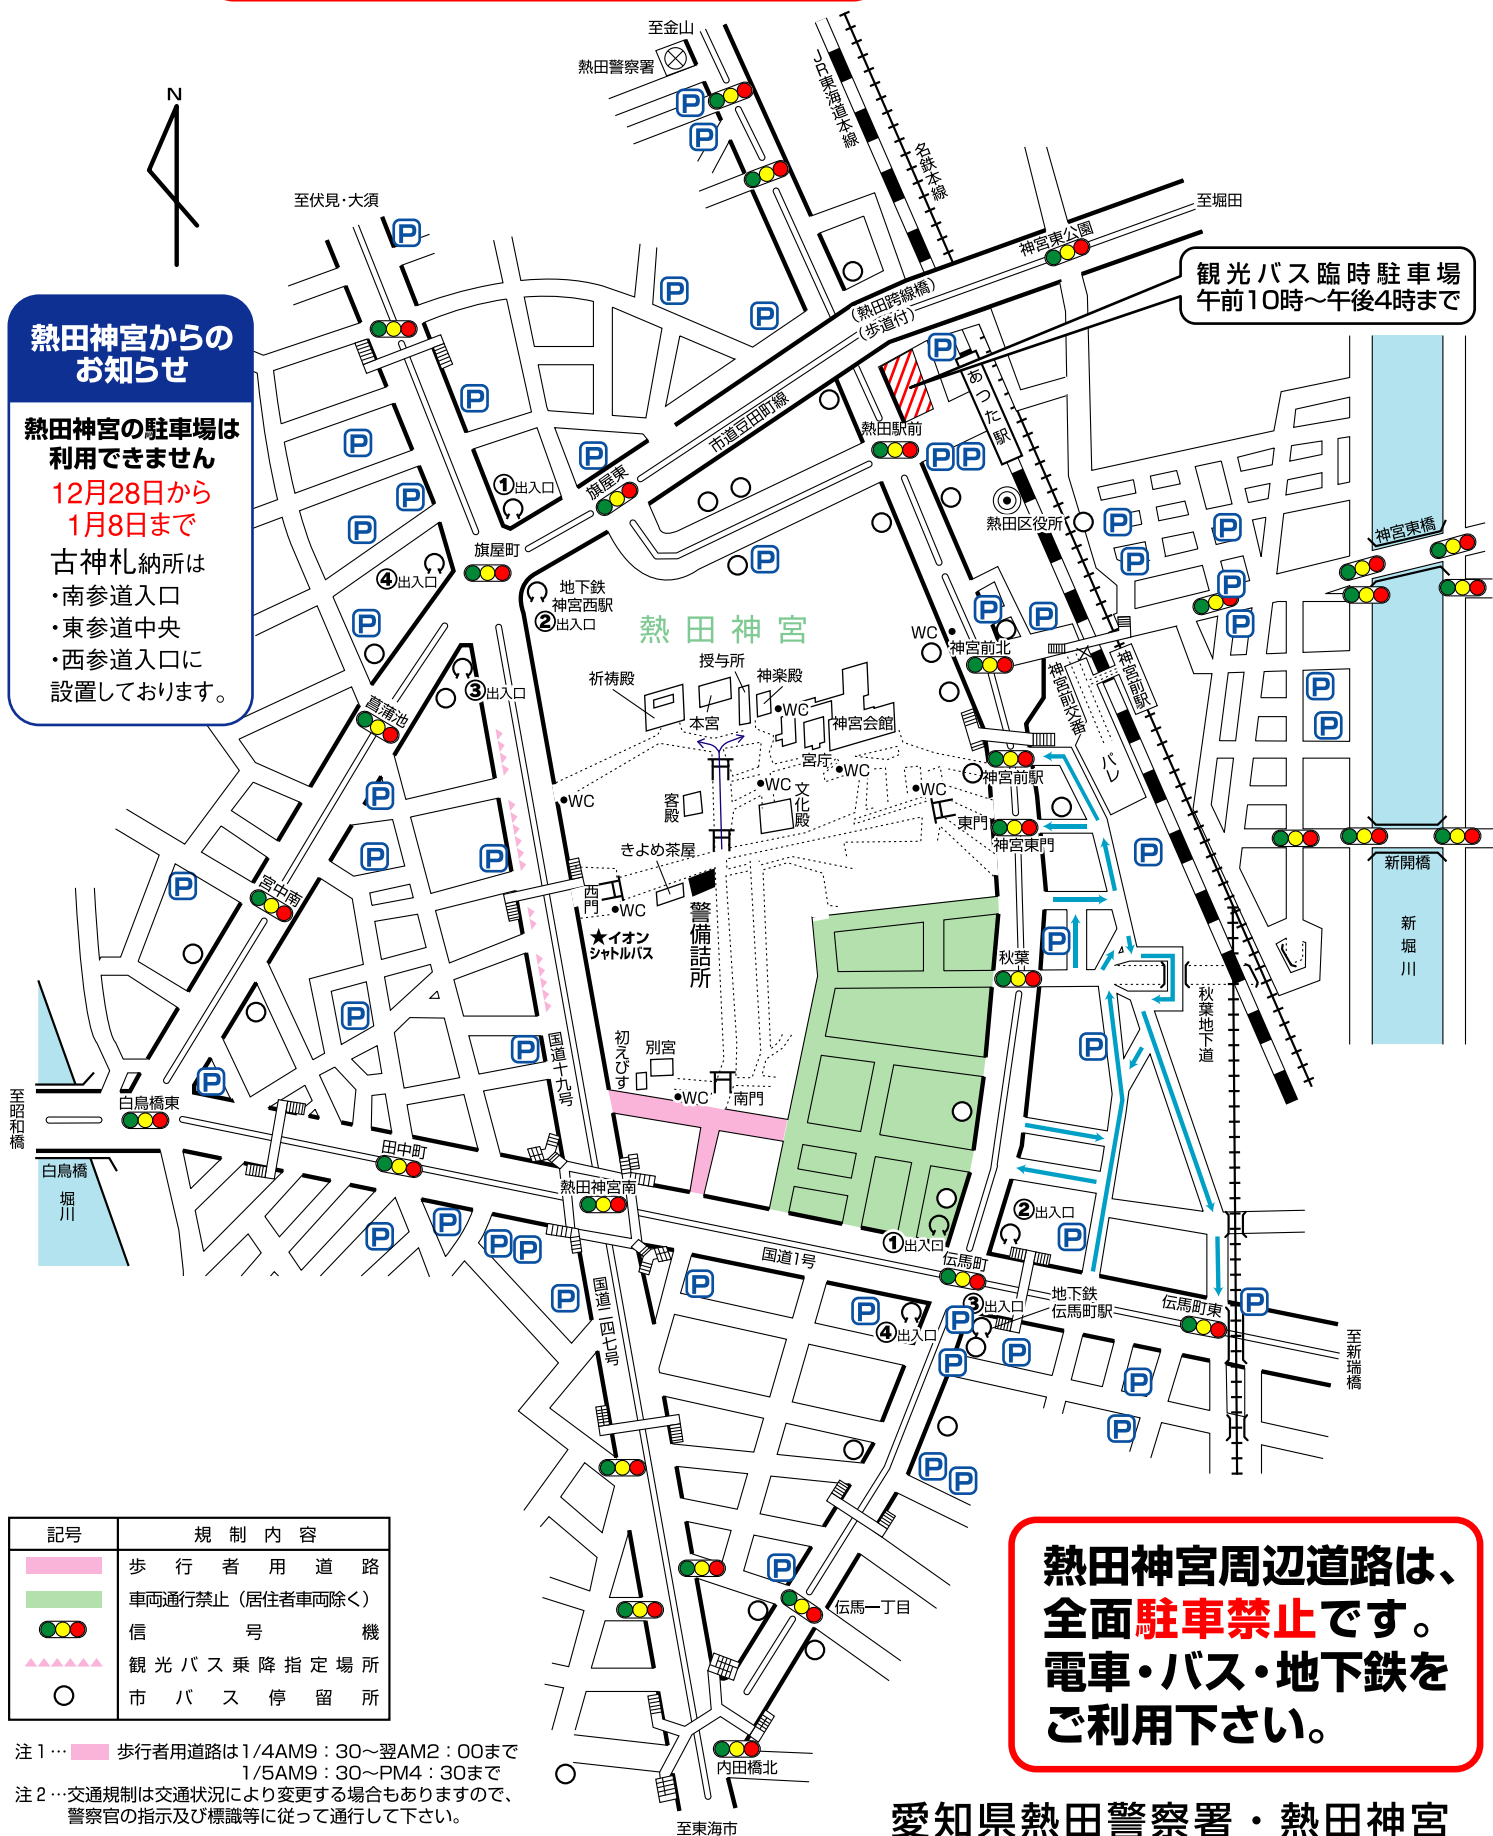 至金山
熱田警察署
JR東海道本線
名鉄本線
N
至伏見・大須
至堀田
神宮東公園
(熱田跨線橋)
(歩道付)
観光バス臨時駐車場
午前10時～午後4時まで
熱田神宮からの
お知らせ
熱田神宮の駐車場は
利用できません
12月28日から
1月8日まで
古神札納所は
・南参道入口
・東参道中央
・西参道入口に
設置しております。
P
あつた駅
市道豆田町線
熱田駅前
旗屋東
①出入口
熱田区役所
神宮東橋
旗屋町
④出入口
地下鉄
神宮西駅
②出入口
熱田神宮
WC
神宮前北
神宮前駅
神宮前交番
パレ
授与所
祈祷殿
神楽殿
③出入口
本宮
WC
神宮会館
菖蒲池
宮庁
WC
神宮前駅
WC
WC
WC
客殿
文化殿
東門
神宮東門
きよめ茶屋
新開橋
宮中南
西門
WC
警備詰所
★イオン
シャトルバス
新堀川
秋葉
秋葉地下道
国道十九号
初えびす
別宮
WC
南門
至昭和橋
白鳥橋東
白鳥橋
堀川
田中町
熱田神宮南
②出入口
①出入口
国道1号
伝馬町
国道二四七号
③出入口
地下鉄
伝馬町駅
伝馬町東
④出入口
至新瑞橋
伝馬一丁目
内田橋北
至東海市
記号
規制内容
歩行者用道路
車両通行禁止(居住者車両除く)
信号機
観光バス乗降指定場所
市バス停留所
注1…歩行者用道路は1/4AM9：30～翌AM2：00まで
1/5AM9：30～PM4：30まで
注2…交通規制は交通状況により変更する場合もありますので、
警察官の指示及び標識等に従って通行して下さい。
熱田神宮周辺道路は、
全面駐車禁止です。
電車・バス・地下鉄を
ご利用下さい。
愛知県熱田警察署・熱田神宮